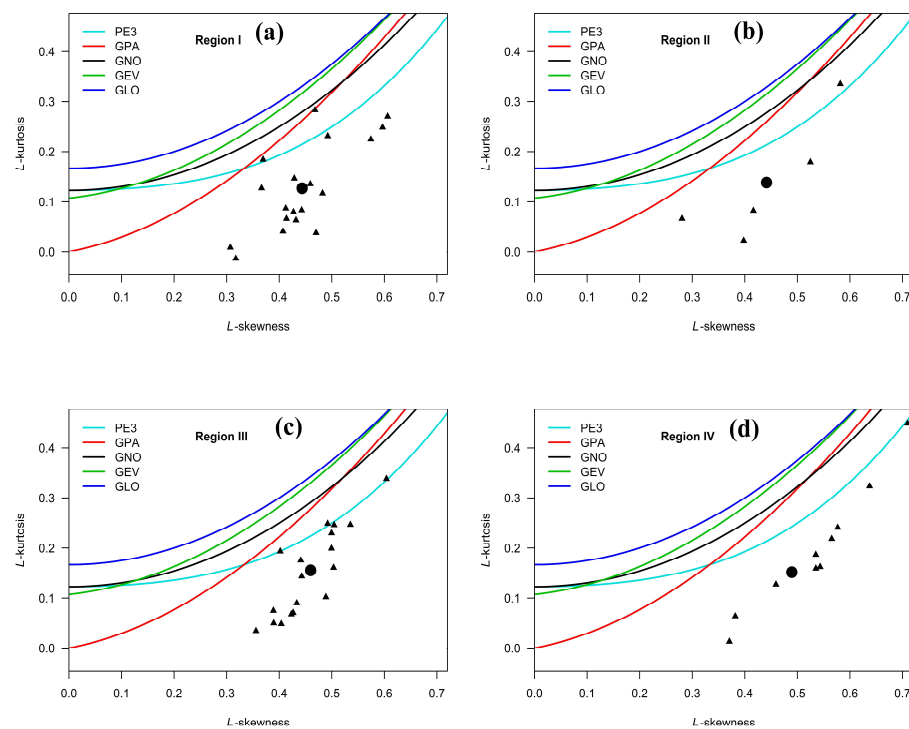 Region I (a)
PE3
GPA
GNO
GEV
GLO
L-kurtosis
0.4
0.3
0.2
0.1
0.0
0.0 0.1 0.2 0.3 0.4 0.5 0.6 0.7
L-skewness
Region II (b)
PE3
GPA
GNO
GEV
GLO
L-kurtosis
0.4
0.3
0.2
0.1
0.0
0.0 0.1 0.2 0.3 0.4 0.5 0.6 0.7
L-skewness
Region III (c)
PE3
GPA
GNO
GEV
GLO
L-kurtosis
0.4
0.3
0.2
0.1
0.0
0.0 0.1 0.2 0.3 0.4 0.5 0.6 0.7
L-skewness
Region IV (d)
PE3
GPA
GNO
GEV
GLO
L-kurtosis
0.4
0.3
0.2
0.1
0.0
0.0 0.1 0.2 0.3 0.4 0.5 0.6 0.7
L-skewness